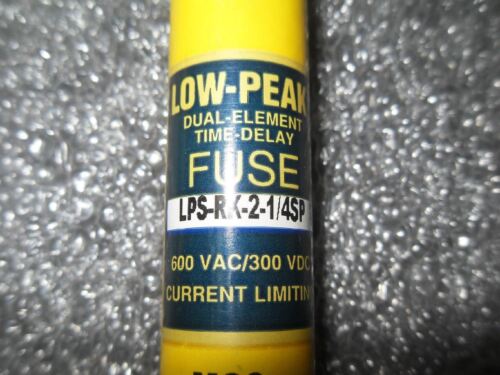 LOW-PEAK
DUAL-ELEMENT
TIME-DELAY
FUSE
LPS-RK-2-1/4SP
600 VAC/300 VDC
CURRENT LIMITIN